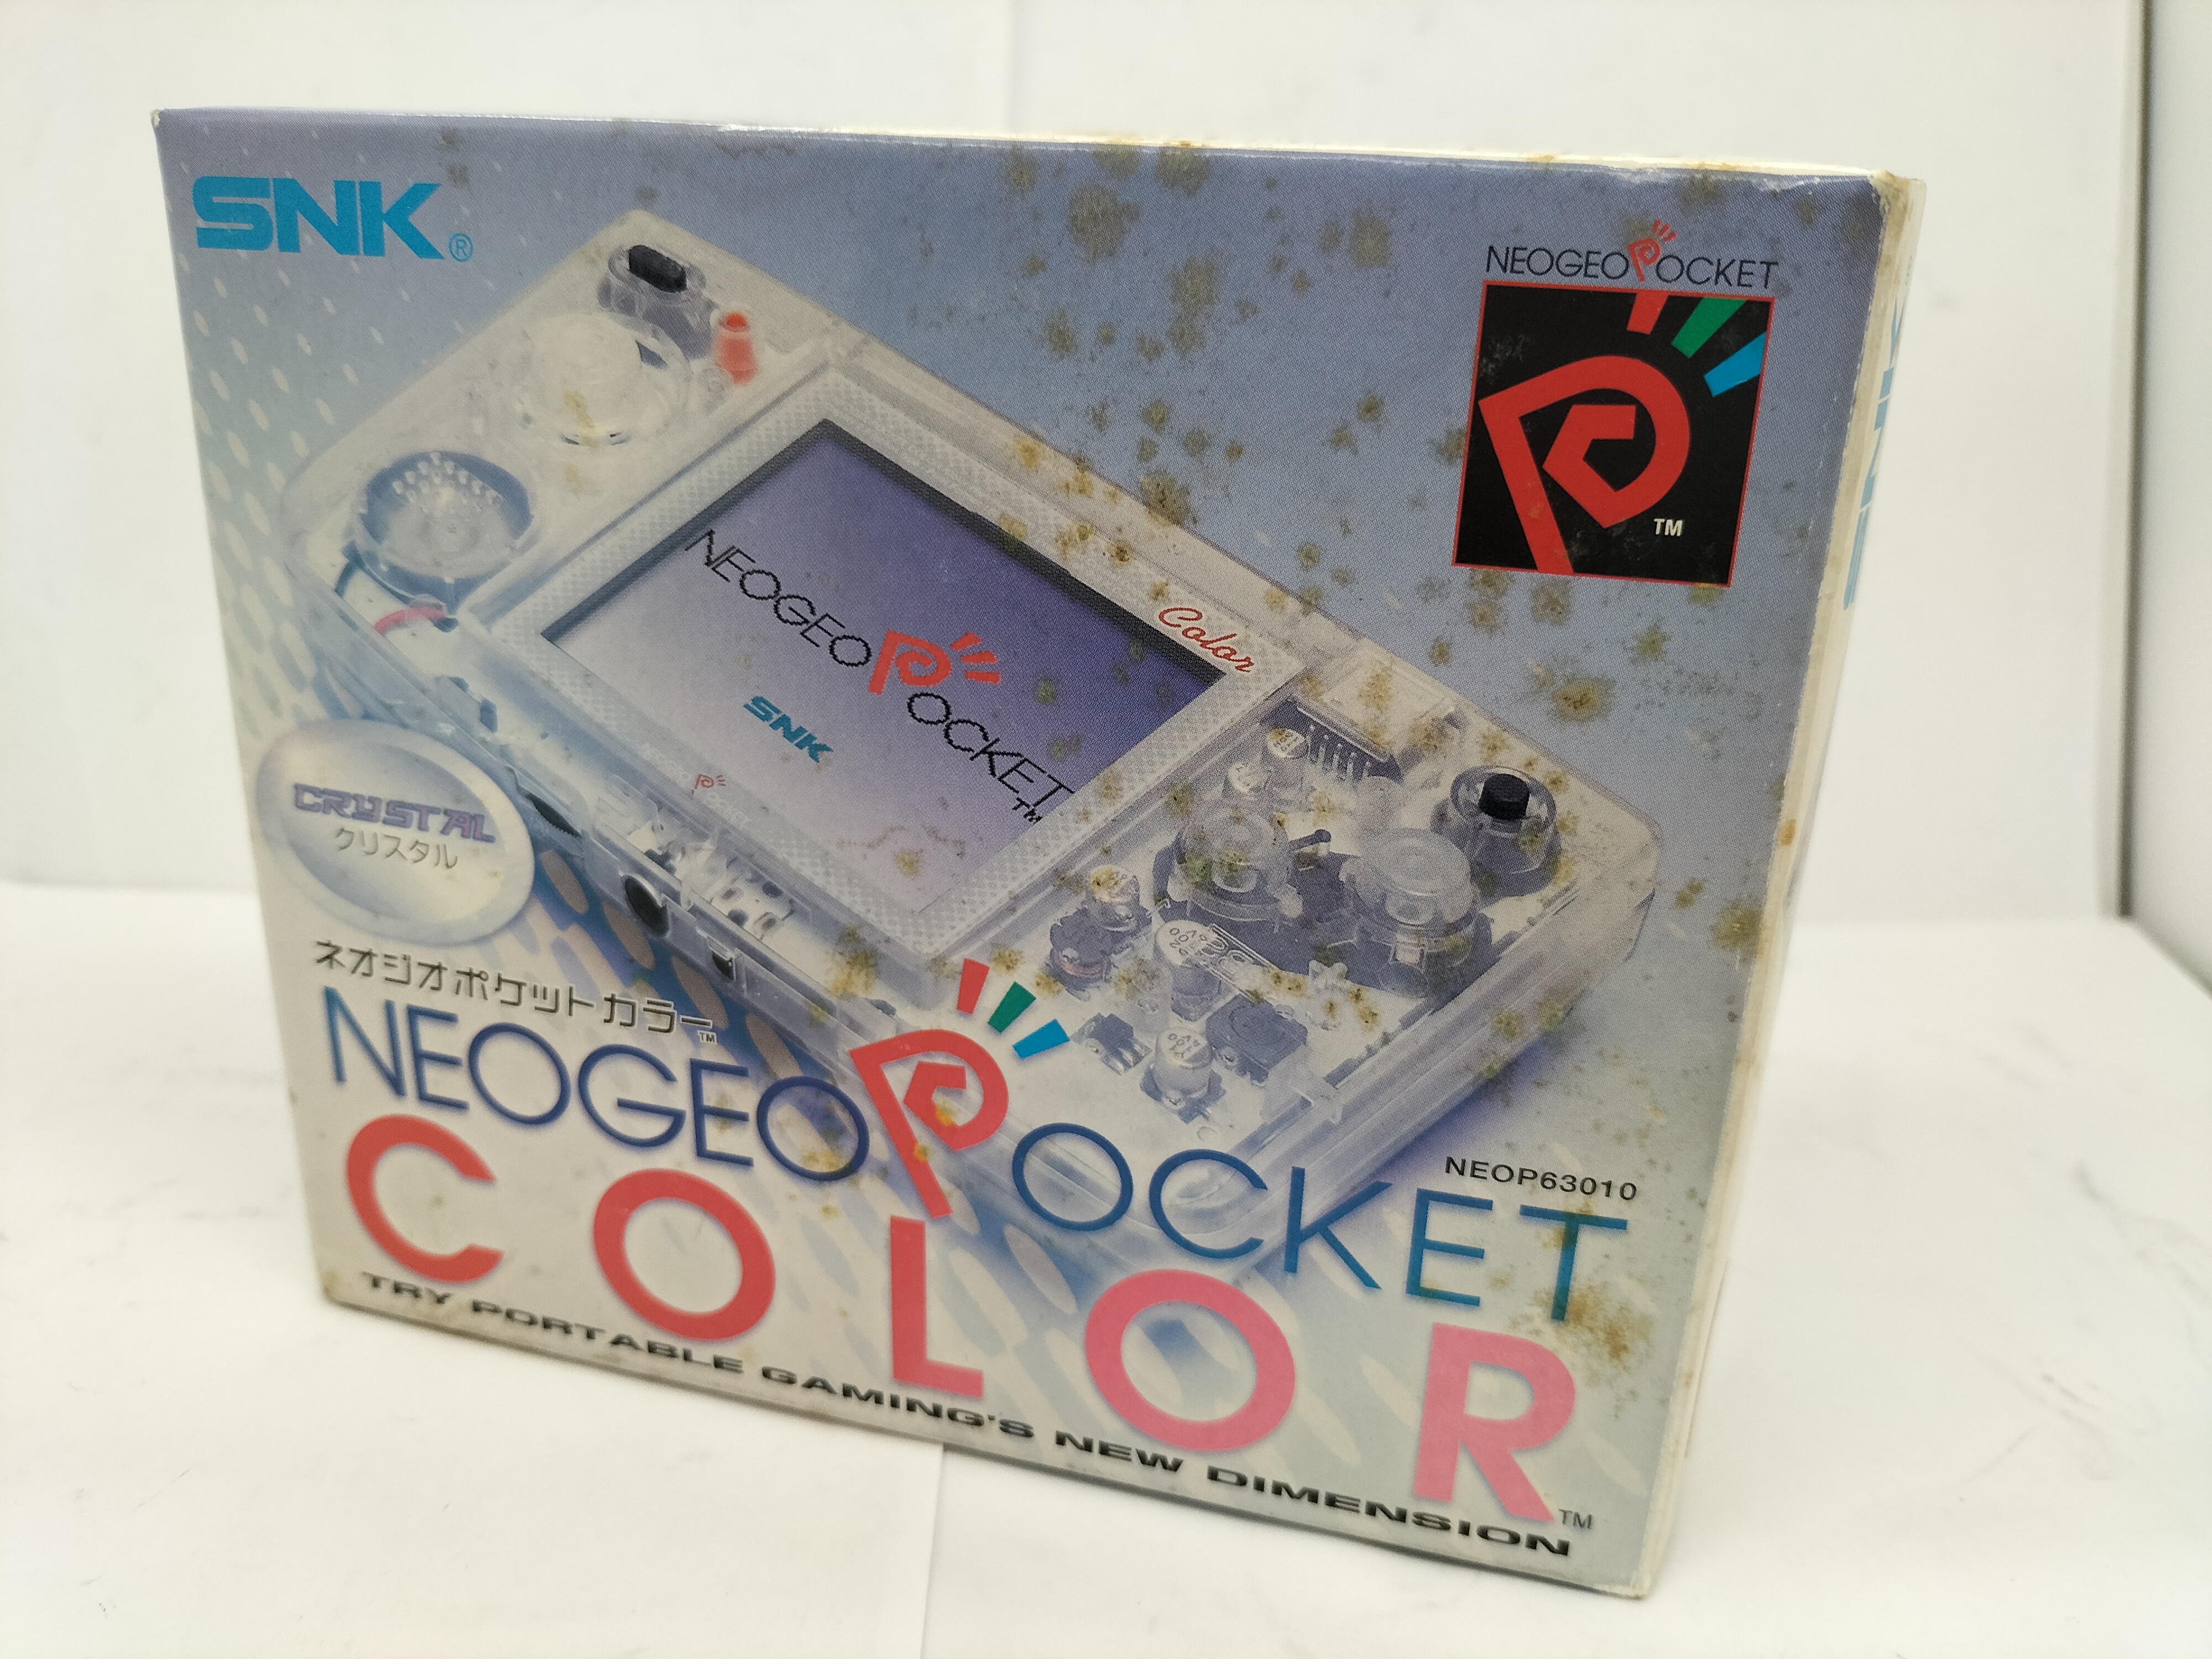 SNK®
NEOGEO POCKET
TM
Color
NEOGEO POCKET
TM
SNK
CRYSTAL
クリスタル
ネオジオポケットカラー
TM
NEOGEO POCKET
NEOP63010
COLOR
TM
TRY PORTABLE GAMING'S NEW DIMENSION